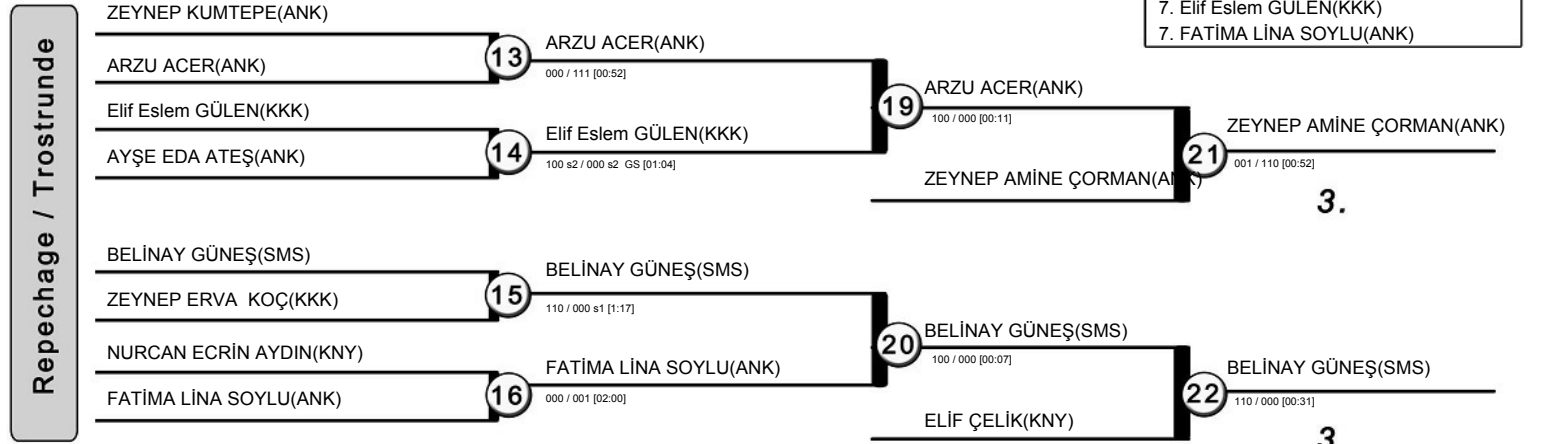 Repechage / Trostrunde
7. Elif Eslem GÜLEN(KKK)
7. FATİMA LİNA SOYLU(ANK)
ZEYNEP KUMTEPE(ANK)
ARZU ACER(ANK)
13
ARZU ACER(ANK)
000 / 111 [00:52]
Elif Eslem GÜLEN(KKK)
AYŞE EDA ATEŞ(ANK)
14
Elif Eslem GÜLEN(KKK)
100 s2 / 000 s2 GS [01:04]
19
ARZU ACER(ANK)
100 / 000 [00:11]
ZEYNEP AMİNE ÇORMAN(ANK)
21
ZEYNEP AMİNE ÇORMAN(ANK)
001 / 110 [00:52]
3.
BELİNAY GÜNEŞ(SMS)
ZEYNEP ERVA KOÇ(KKK)
15
BELİNAY GÜNEŞ(SMS)
110 / 000 s1 [1:17]
NURCAN ECRİN AYDIN(KNY)
FATİMA LİNA SOYLU(ANK)
16
FATİMA LİNA SOYLU(ANK)
000 / 001 [02:00]
20
BELİNAY GÜNEŞ(SMS)
100 / 000 [00:07]
ELİF ÇELİK(KNY)
22
BELİNAY GÜNEŞ(SMS)
110 / 000 [00:31]
3